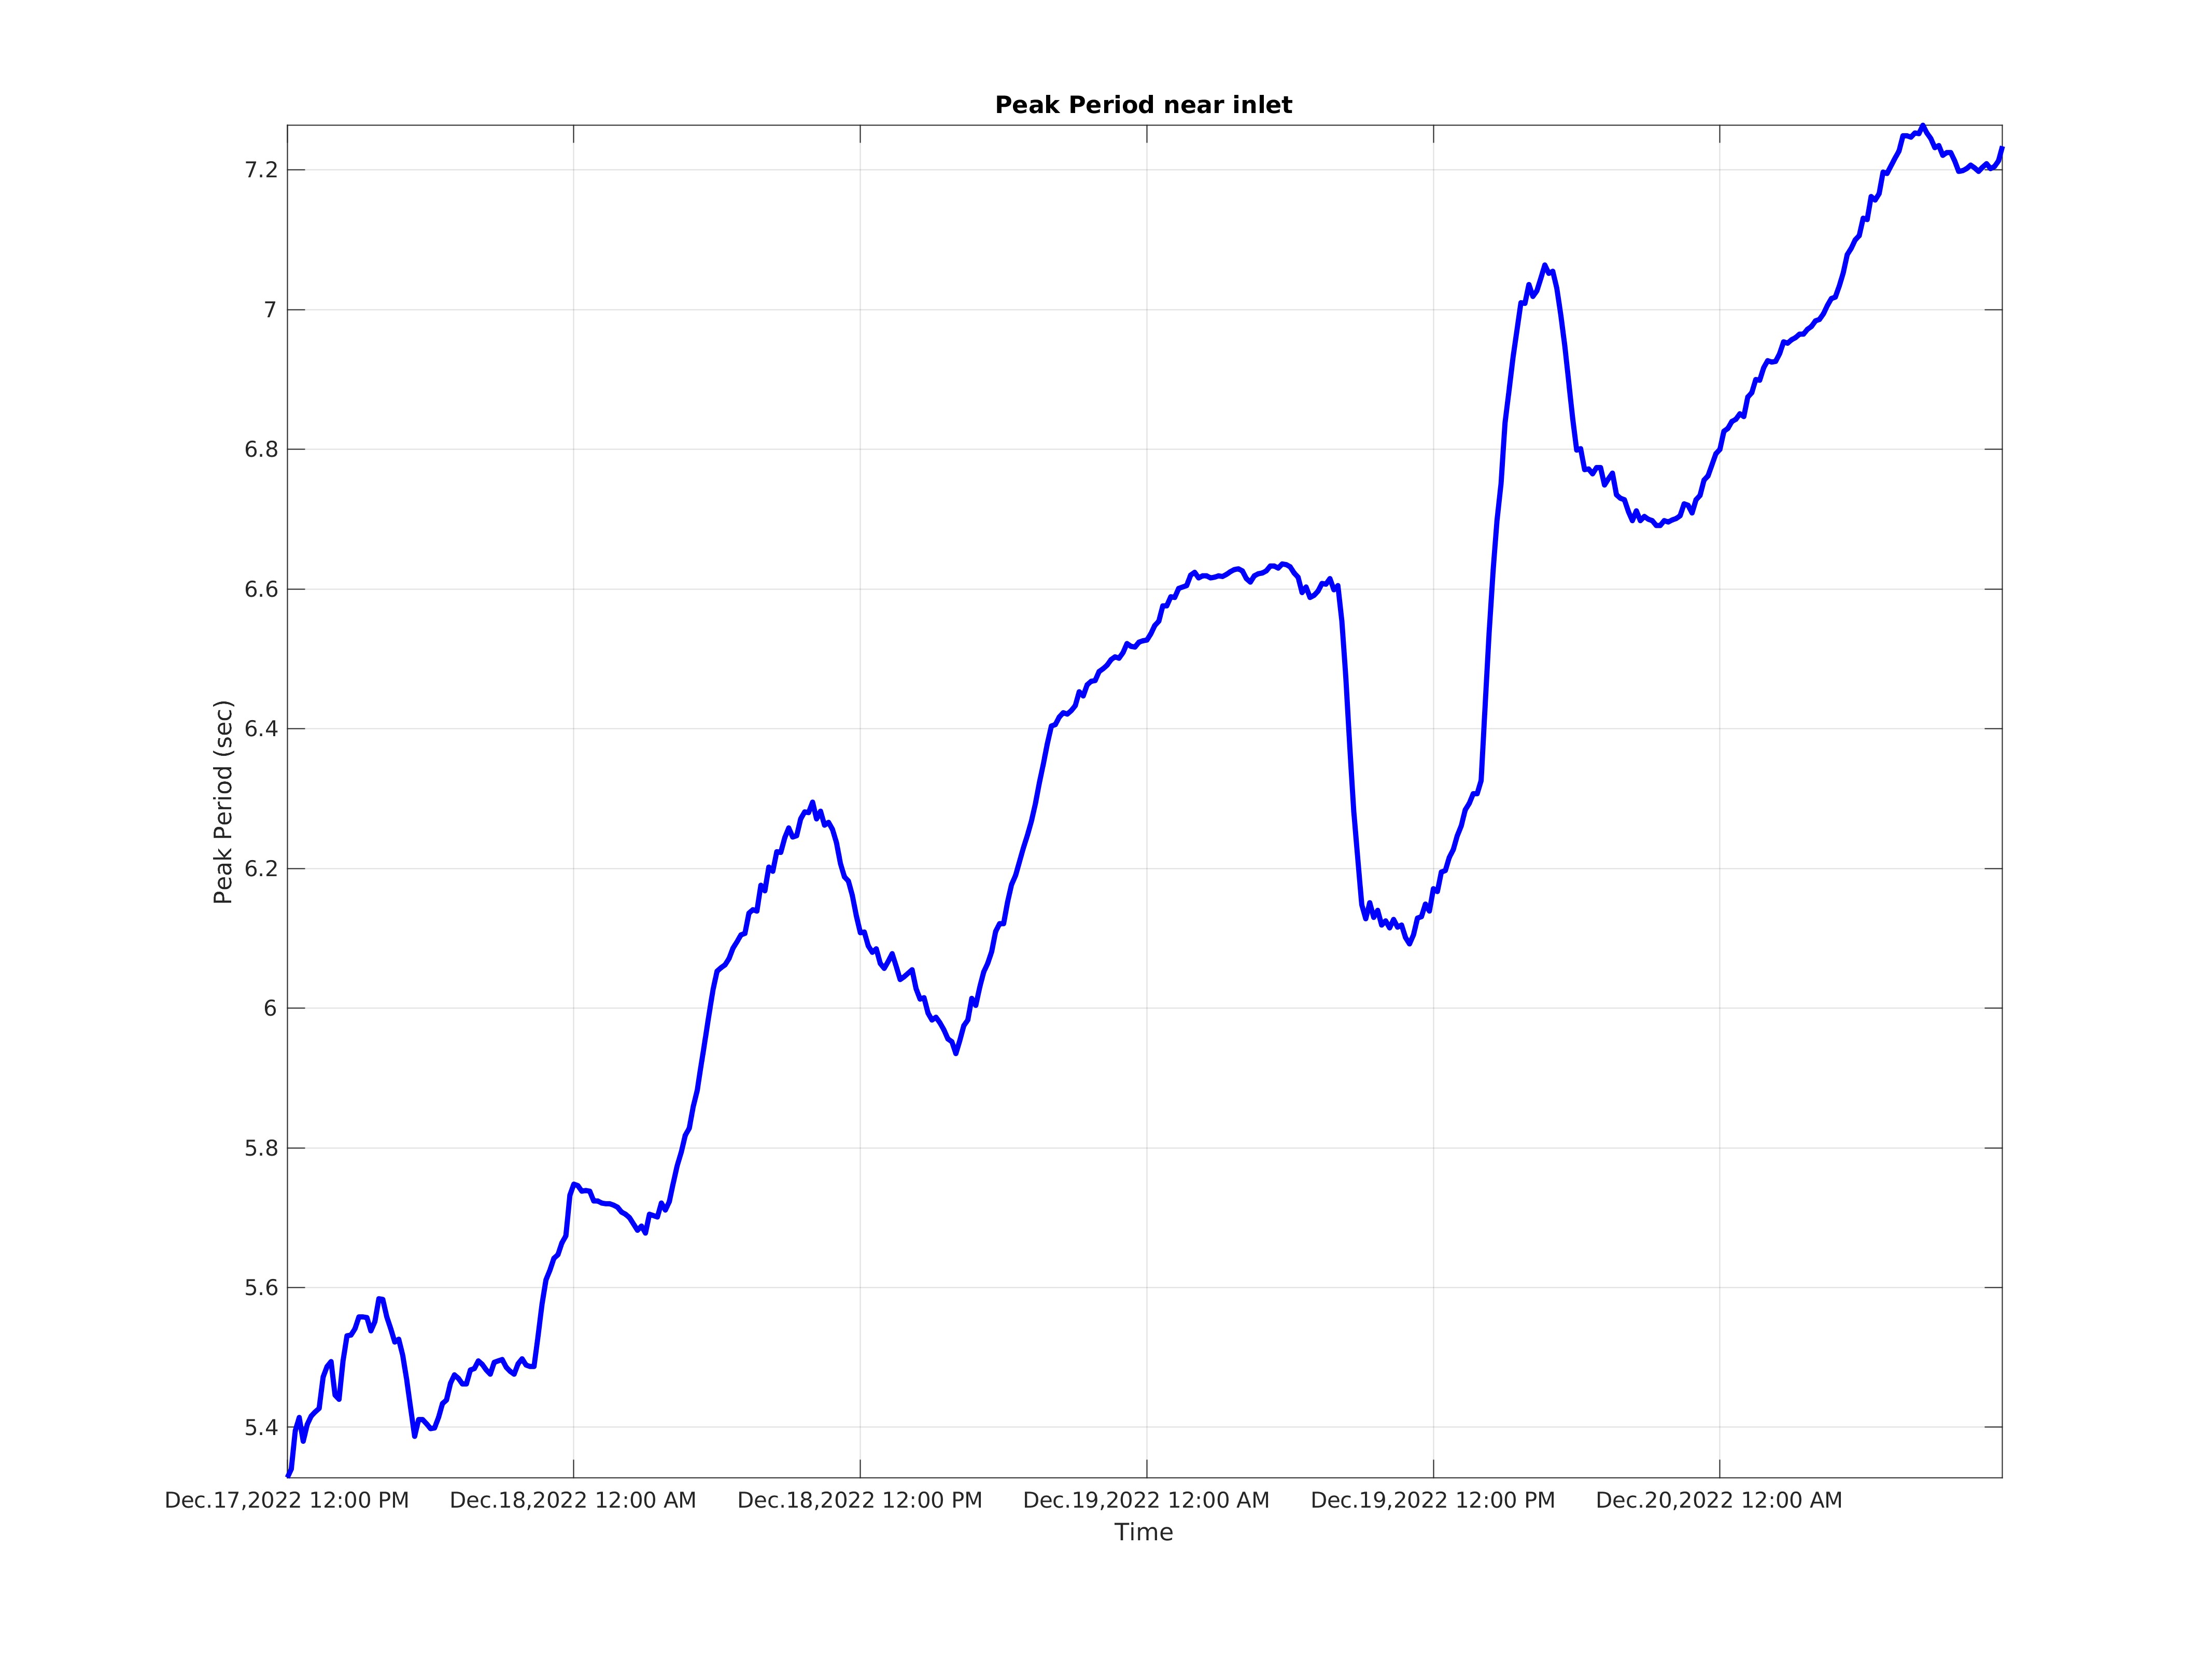 Peak Period near inlet
7.2
7
6.8
6.6
6.4
6.2
6
5.8
5.6
5.4
Peak Period (sec)
Dec.17,2022 12:00 PM Dec.18,2022 12:00 AM Dec.18,2022 12:00 PM Dec.19,2022 12:00 AM Dec.19,2022 12:00 PM Dec.20,2022 12:00 AM
Time